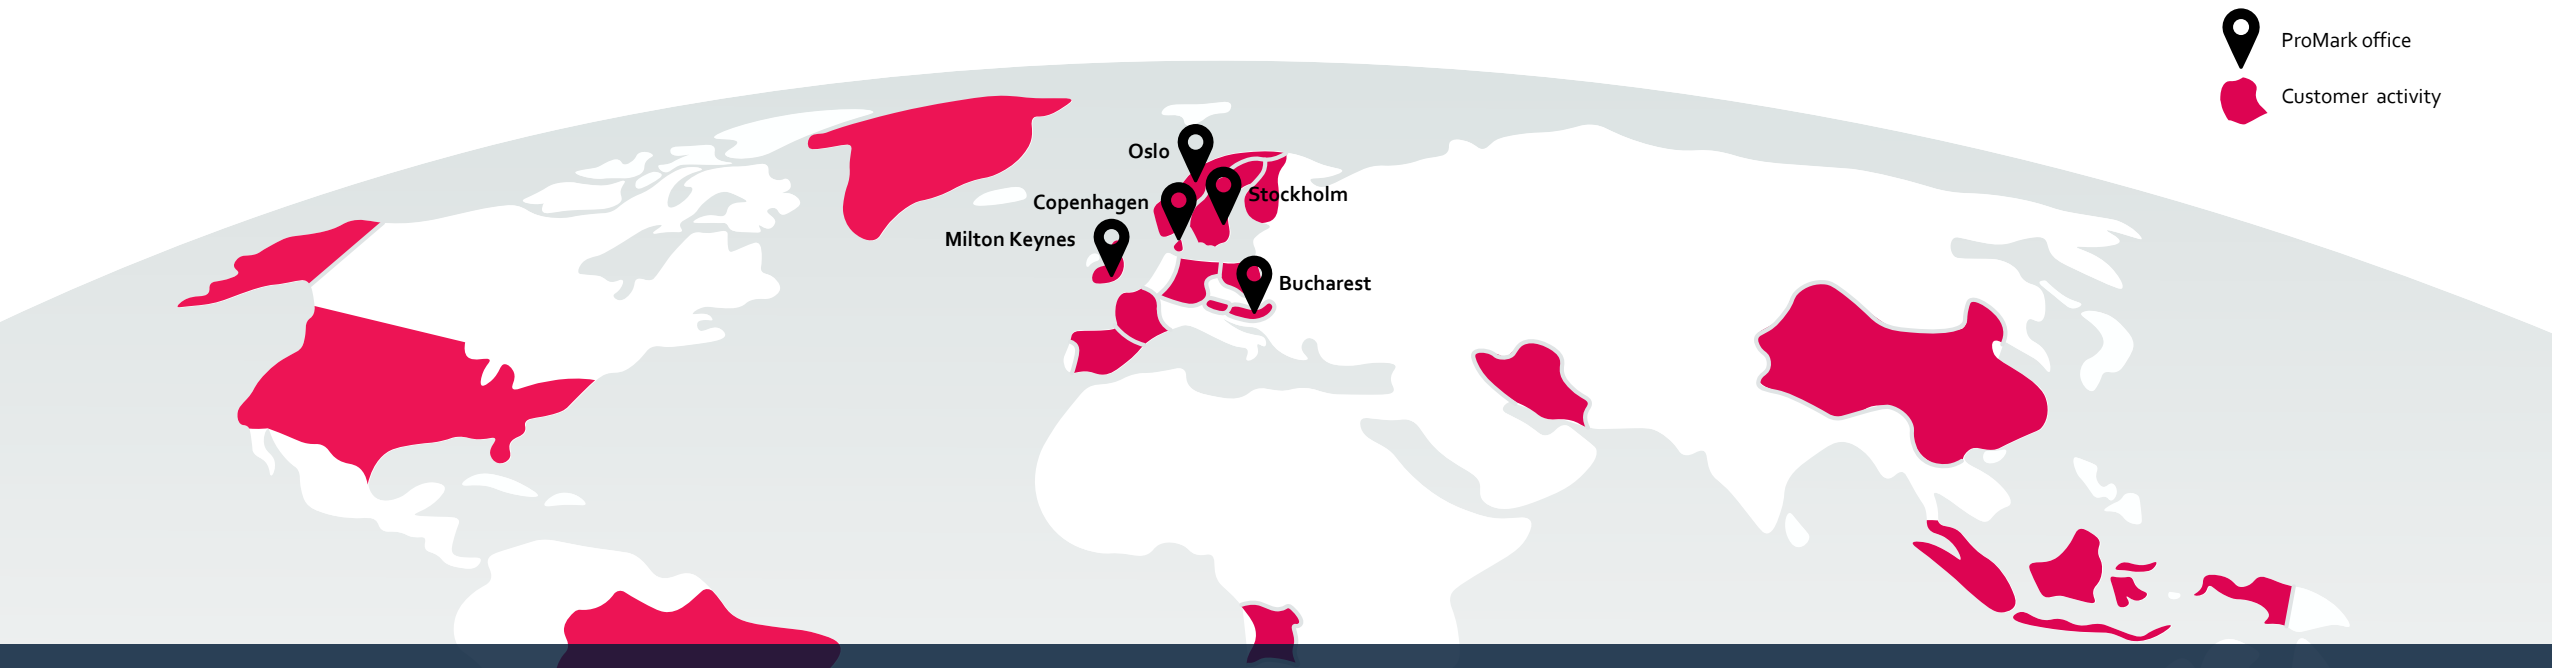 ProMark office
Customer activity
Oslo
Stockholm
Copenhagen
Milton Keynes
Bucharest